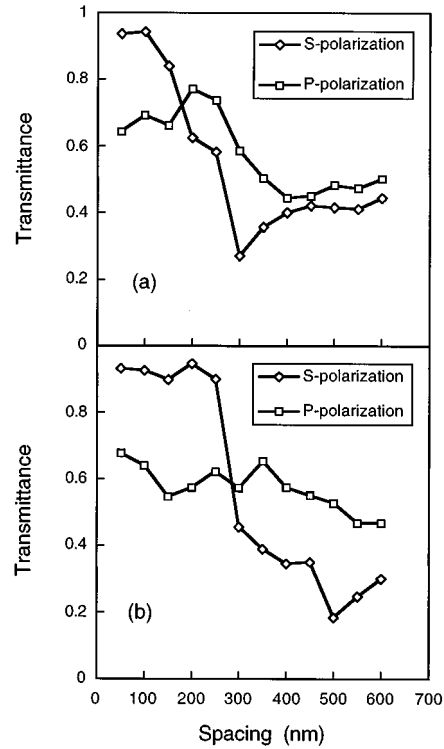 1
0.8
0.6
0.4
0.2
0
Transmittance
S-polarization
P-polarization
(a)
0.8
0.6
0.4
0.2
0
Transmittance
S-polarization
P-polarization
(b)
0 100 200 300 400 500 600 700
Spacing (nm)